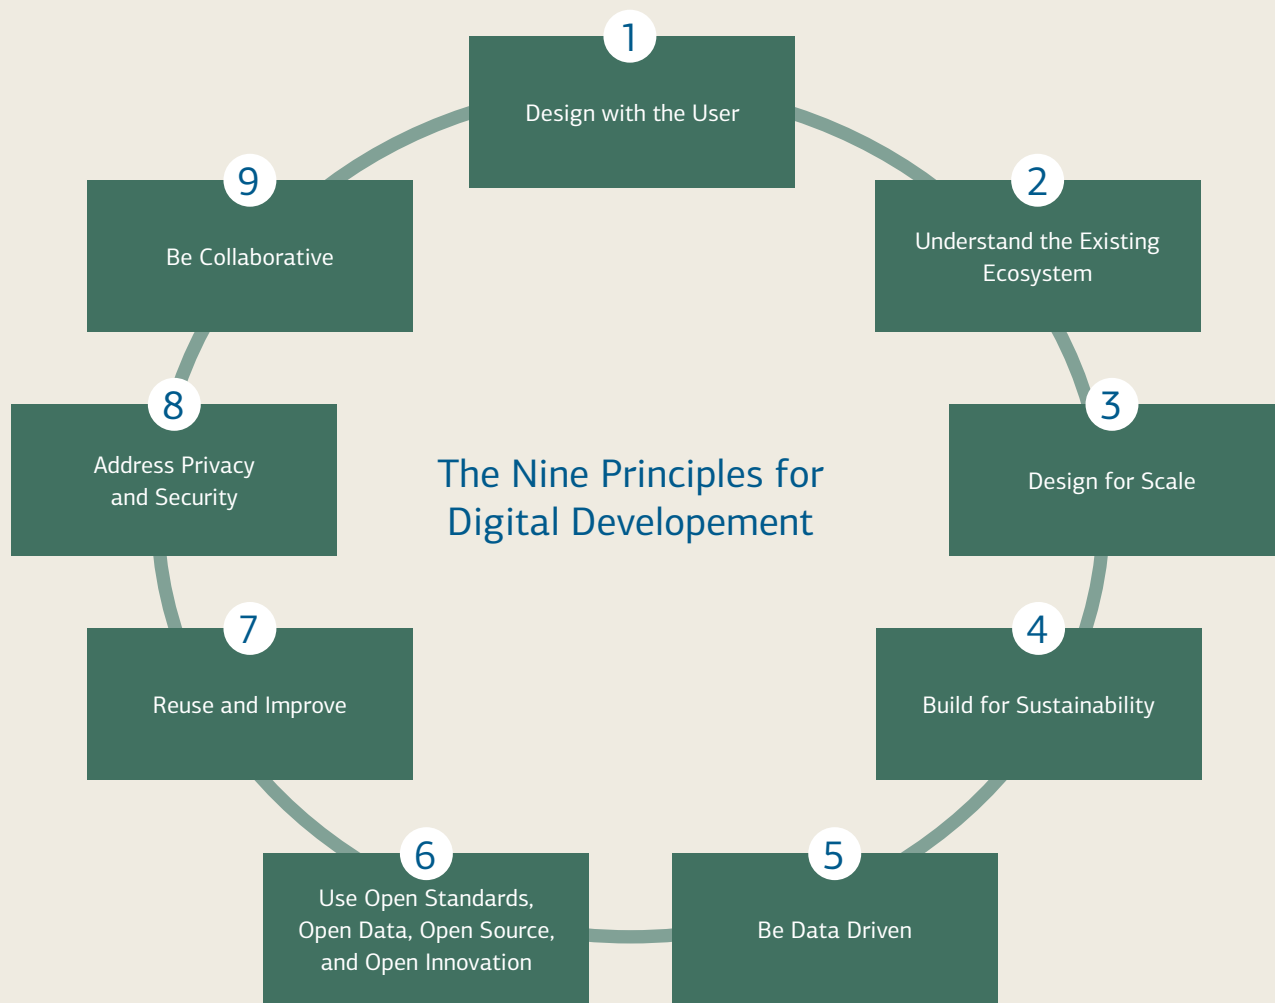 The Nine Principles for
Digital Developement
1
Design with the User
2
Understand the Existing
Ecosystem
3
Design for Scale
4
Build for Sustainability
5
Be Data Driven
6
Use Open Standards,
Open Data, Open Source,
and Open Innovation
7
Reuse and Improve
8
Address Privacy
and Security
9
Be Collaborative